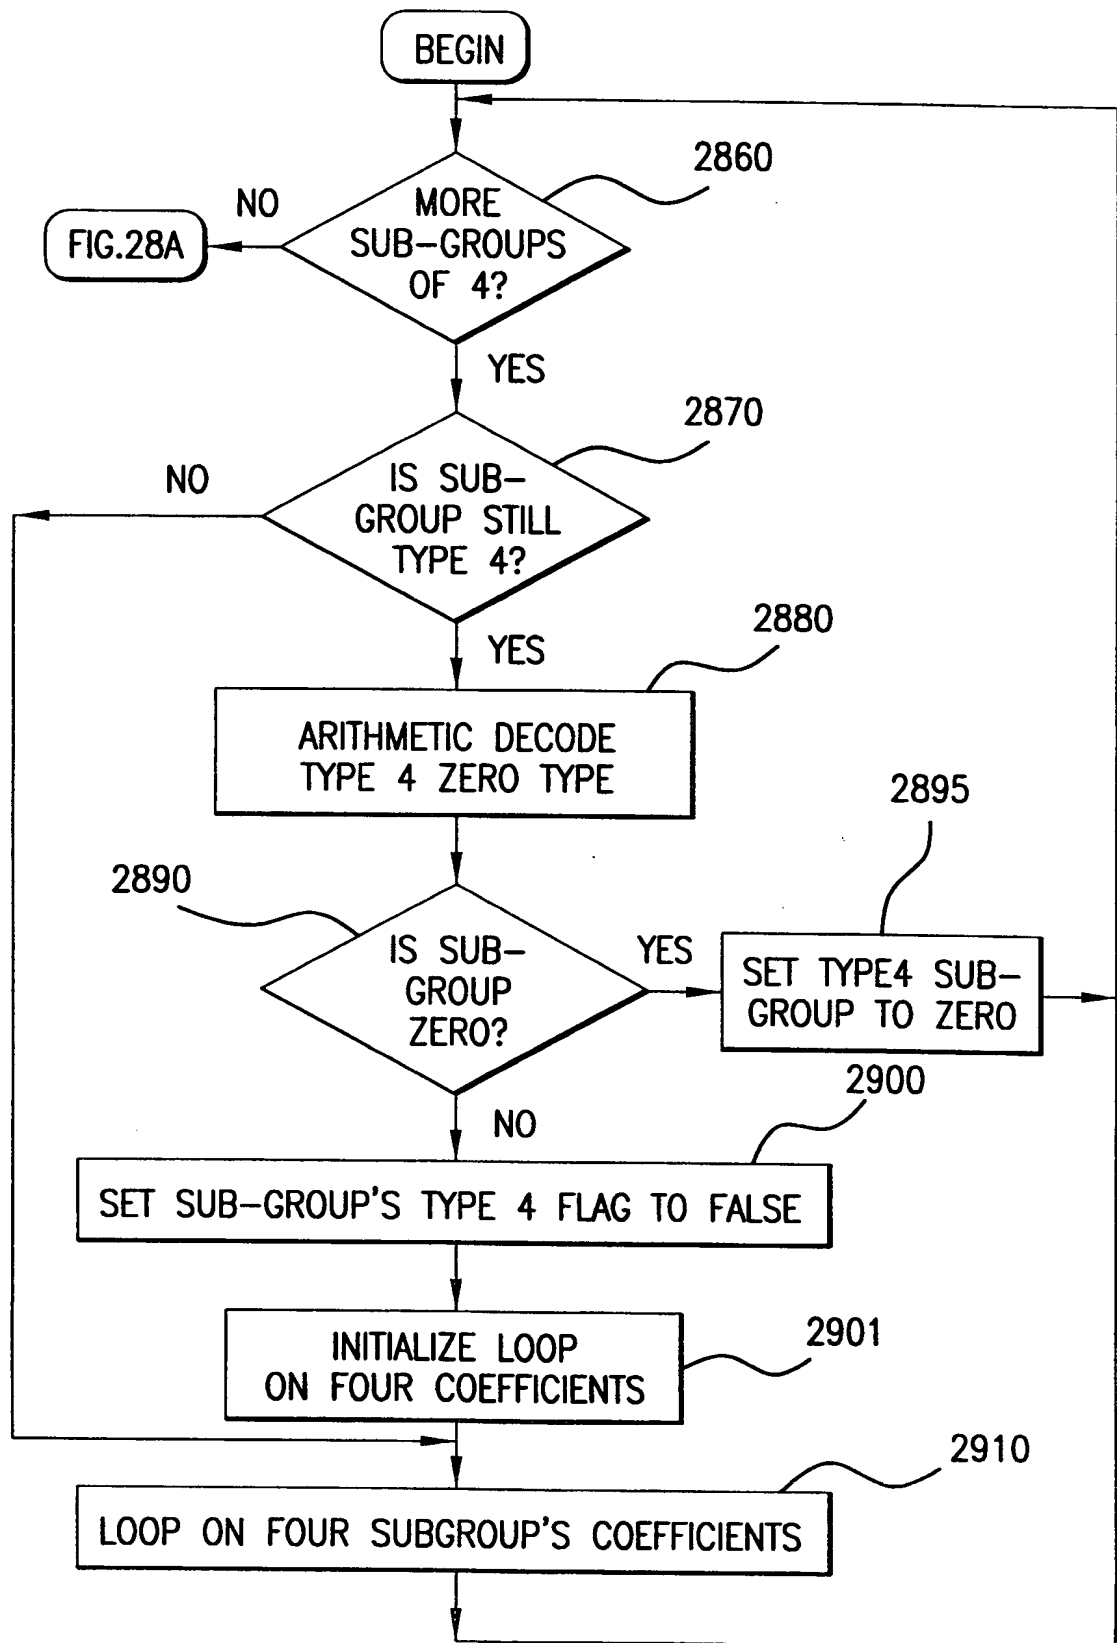 BEGIN
2860
MORE
SUB-GROUPS
OF 4?
NO
FIG.28A
YES
2870
IS SUB-
GROUP STILL
TYPE 4?
NO
YES
2880
ARITHMETIC DECODE
TYPE 4 ZERO TYPE
2895
2890
IS SUB-
GROUP
ZERO?
YES
SET TYPE4 SUB-
GROUP TO ZERO
2900
NO
SET SUB-GROUP'S TYPE 4 FLAG TO FALSE
INITIALIZE LOOP
ON FOUR COEFFICIENTS
2901
2910
LOOP ON FOUR SUBGROUP'S COEFFICIENTS